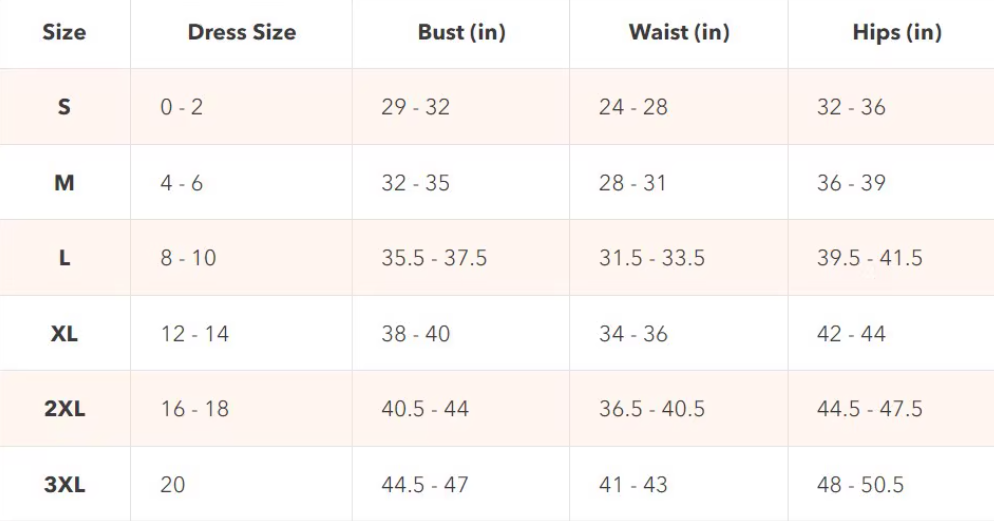 Size Dress Size Bust (in) Waist (in) Hips (in)
S 0 - 2 29 - 32 24 - 28 32 - 36
M 4 - 6 32 - 35 28 - 31 36 - 39
L 8 - 10 35.5 - 37.5 31.5 - 33.5 39.5 - 41.5
XL 12 - 14 38 - 40 34 - 36 42 - 44
2XL 16 - 18 40.5 - 44 36.5 - 40.5 44.5 - 47.5
3XL 20 44.5 - 47 41 - 43 48 - 50.5